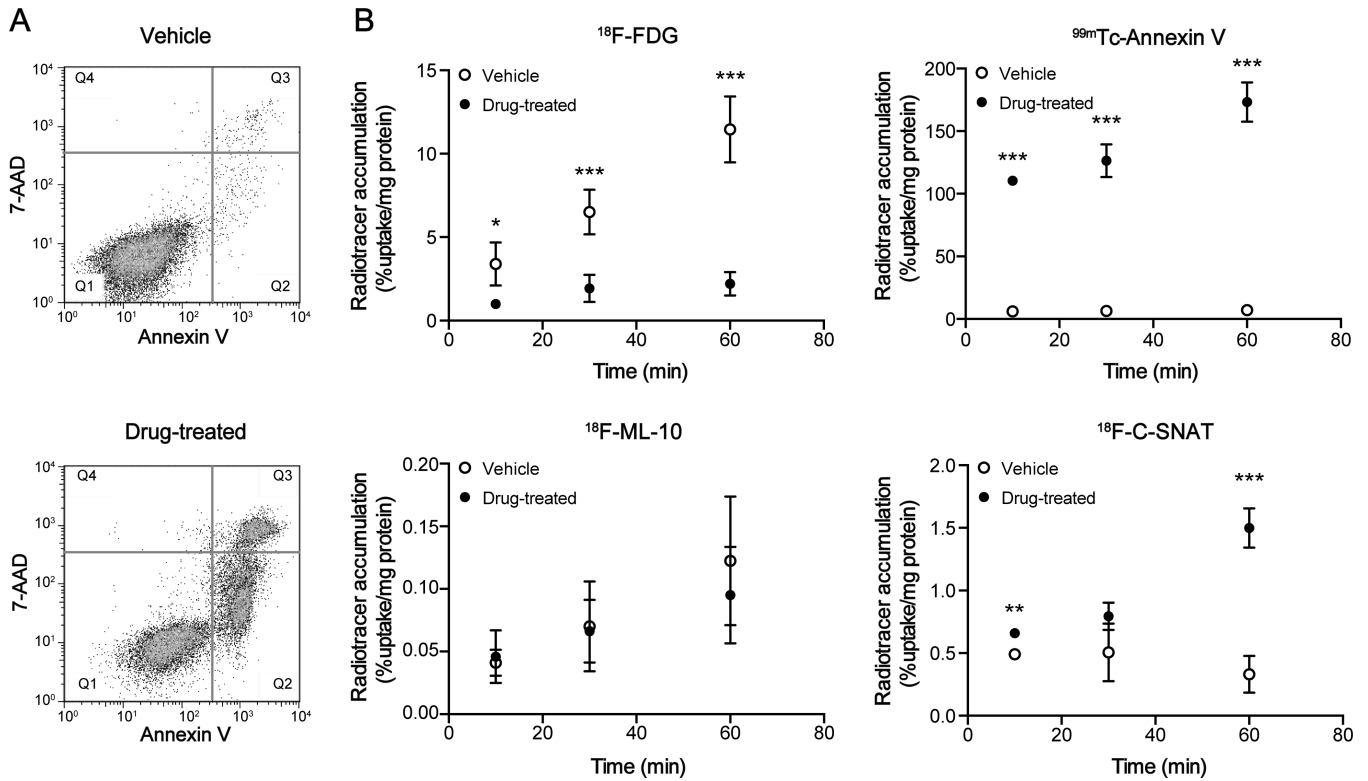 A
Vehicle
10⁴
10³
10²
10¹
10⁰
Q4
Q3
Q1
Q2
7-AAD
10⁰ 10¹ 10² 10³ 10⁴
Annexin V
Drug-treated
10⁴
10³
10²
10¹
10⁰
Q4
Q3
Q1
Q2
7-AAD
10⁰ 10¹ 10² 10³ 10⁴
Annexin V
B
¹⁸F-FDG
Vehicle
Drug-treated
*
***
***
15
10
5
0
Radiotracer accumulation
(%uptake/mg protein)
0 20 40 60 80
Time (min)
⁹⁹ᵐTc-Annexin V
Vehicle
Drug-treated
***
***
***
200
150
100
50
0
Radiotracer accumulation
(%uptake/mg protein)
0 20 40 60 80
Time (min)
¹⁸F-ML-10
Vehicle
Drug-treated
0.20
0.15
0.10
0.05
0.00
Radiotracer accumulation
(%uptake/mg protein)
0 20 40 60 80
Time (min)
¹⁸F-C-SNAT
Vehicle
Drug-treated
**
***
2.0
1.5
1.0
0.5
0.0
Radiotracer accumulation
(%uptake/mg protein)
0 20 40 60 80
Time (min)